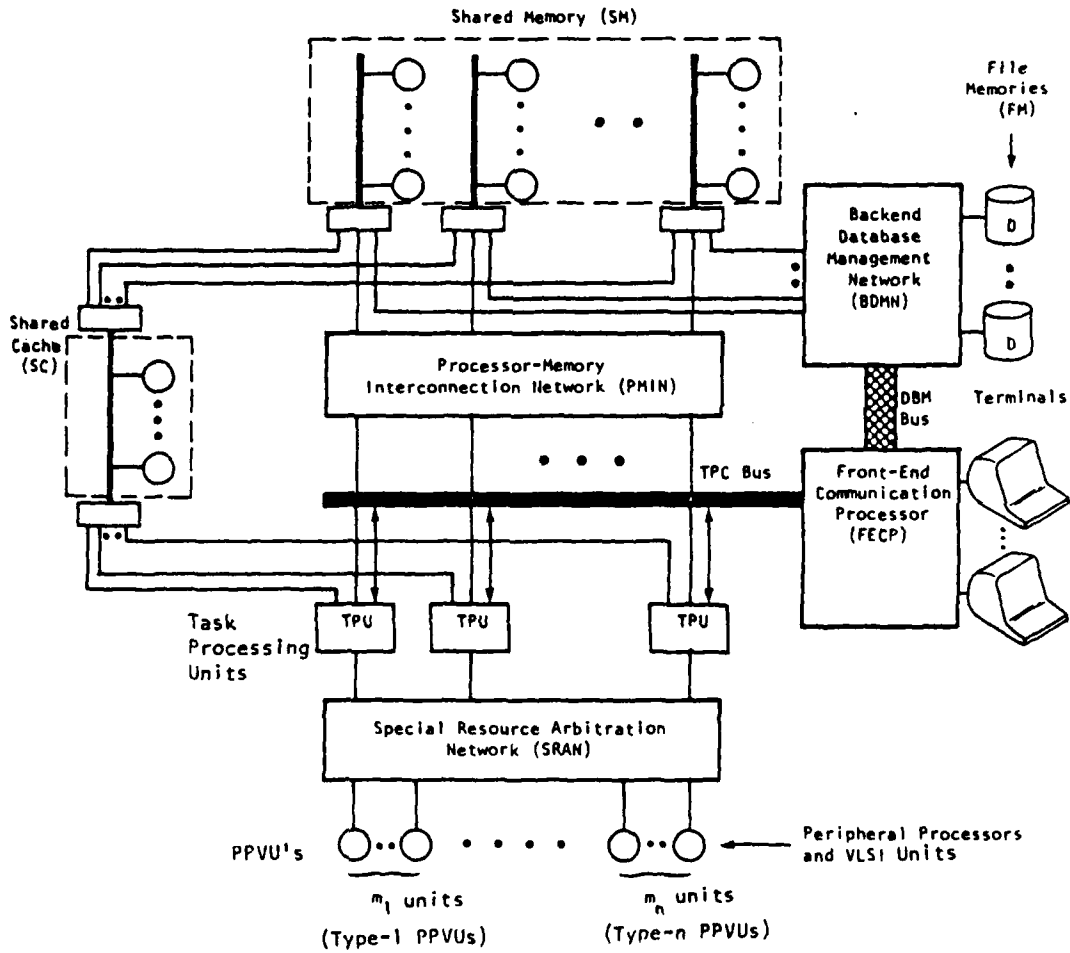 Shared Memory (SM)
File
Memories
(FM)
Backend
Database
Management
Network
(BDMN)
D
D
Shared
Cache
(SC)
Processor-Memory
Interconnection Network (PMIN)
DBM
Bus
Terminals
TPC Bus
Front-End
Communication
Processor
(FECP)
Task
Processing
Units
TPU
TPU
TPU
Special Resource Arbitration
Network (SRAN)
PPVU's
Peripheral Processors
and VLSI Units
m1 units
(Type-1 PPVUs)
mn units
(Type-n PPVUs)